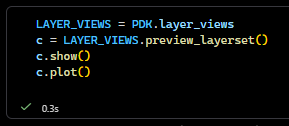 LAYER_VIEWS = PDK.layer_views
c = LAYER_VIEWS.preview_layerset()
c.show()
c.plot()
0.3s